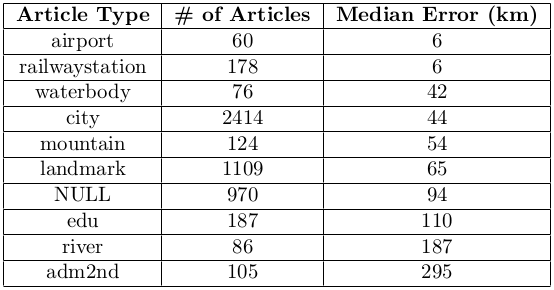 Article Type # of Articles Median Error (km)
airport 60 6
railwaystation 178 6
waterbody 76 42
city 2414 44
mountain 124 54
landmark 1109 65
NULL 970 94
edu 187 110
river 86 187
adm2nd 105 295